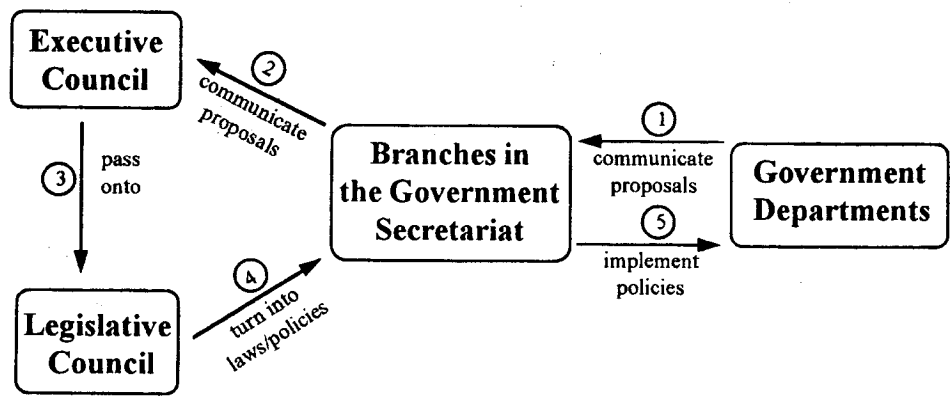 Executive
Council
2
communicate
proposals
3
pass
onto
Legislative
Council
4
turn into
laws/policies
Branches in
the Government
Secretariat
1
communicate
proposals
5
implement
policies
Government
Departments